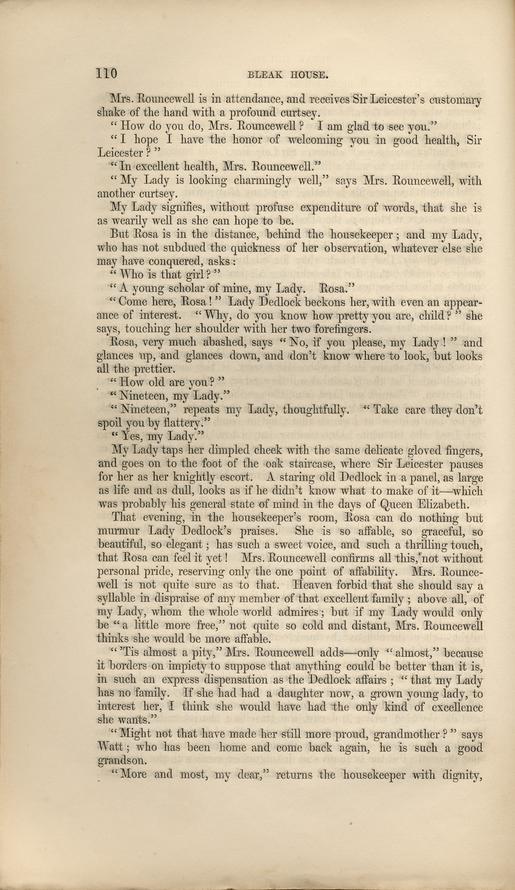 110 BLEAK HOUSE.
Mrs. Rouncewell is in attendance, and receives Sir Leicester's customary
shake of the hand with a profound curtsey.
"How do you do, Mrs. Rouncewell? I am glad to see you."
"I hope I have the honor of welcoming you in good health, Sir
Leicester?"
"In excellent health, Mrs. Rouncewell."
"My Lady is looking charmingly well," says Mrs. Rouncewell, with
another curtsey.
My Lady signifies, without profuse expenditure of words, that she is
as wearily well as she can hope to be.
But Rosa is in the distance, behind the housekeeper; and my Lady,
who has not subdued the quickness of her observation, whatever else she
may have conquered, asks:
"Who is that girl?"
"A young scholar of mine, my Lady. Rosa."
"Come here, Rosa!" Lady Dedlock beckons her, with even an appear-
ance of interest. "Why, do you know how pretty you are, child?" she
says, touching her shoulder with her two forefingers.
Rosa, very much abashed, says "No, if you please, my Lady!" and
glances up, and glances down, and don't know where to look, but looks
all the prettier.
"How old are you?"
"Nineteen, my Lady."
"Nineteen," repeats my Lady, thoughtfully. "Take care they don't
spoil you by flattery."
"Yes, my Lady."
My Lady taps her dimpled cheek with the same delicate gloved fingers,
and goes on to the foot of the oak staircase, where Sir Leicester pauses
for her as her knightly escort. A staring old Dedlock in a panel, as large
as life and as dull, looks as if he didn't know what to make of it—which
was probably his general state of mind in the days of Queen Elizabeth.
That evening, in the housekeeper's room, Rosa can do nothing but
murmur Lady Dedlock's praises. She is so affable, so graceful, so
beautiful, so elegant; has such a sweet voice, and such a thrilling touch,
that Rosa can feel it yet! Mrs. Rouncewell confirms all this, not without
personal pride, reserving only the one point of affability. Mrs. Rounce-
well is not quite sure as to that. Heaven forbid that she should say a
syllable in dispraise of any member of that excellent family; above all, of
my Lady, whom the whole world admires; but if my Lady would only
be "a little more free," not quite so cold and distant, Mrs. Rouncewell
thinks she would be more affable.
"'Tis almost a pity," Mrs. Rouncewell adds—only "almost," because
it borders on impiety to suppose that anything could be better than it is,
in such an express dispensation as the Dedlock affairs; "that my Lady
has no family. If she had had a daughter now, a grown young lady, to
interest her, I think she would have had the only kind of excellence
she wants."
"Might not that have made her still more proud, grandmother?" says
Watt; who has been home and come back again, he is such a good
grandson.
"More and most, my dear," returns the housekeeper with dignity,